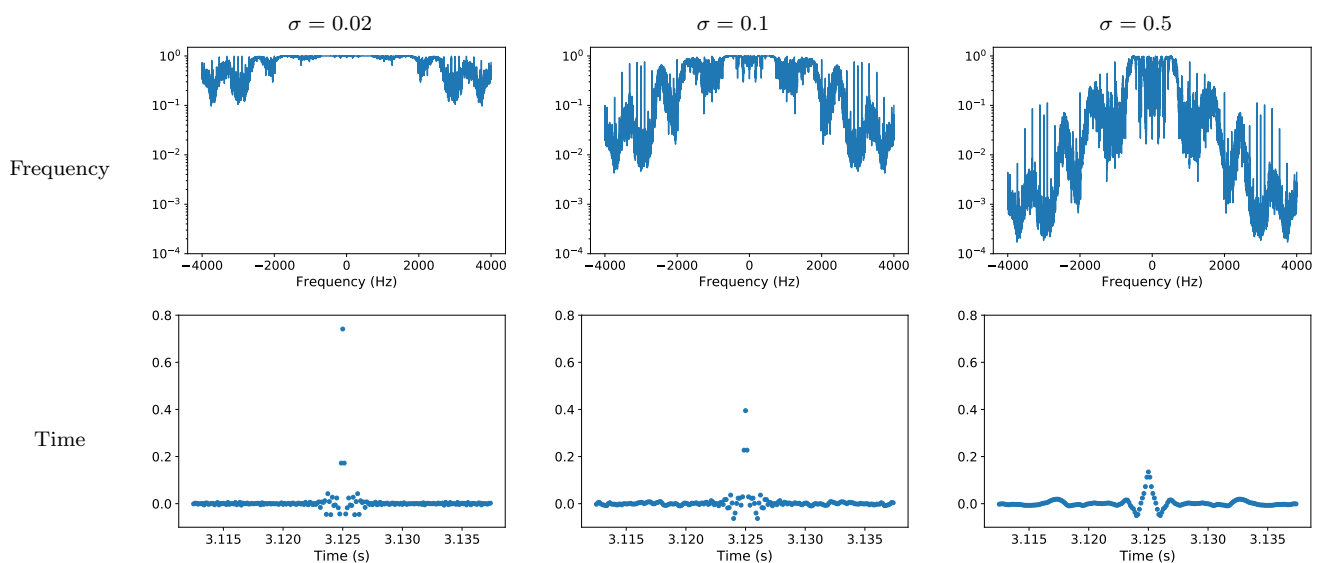 σ = 0.02 σ = 0.1 σ = 0.5
Frequency
10⁰ 10⁻¹ 10⁻² 10⁻³ 10⁻⁴
−4000 −2000 0 2000 4000
Frequency (Hz)
10⁰ 10⁻¹ 10⁻² 10⁻³ 10⁻⁴
−4000 −2000 0 2000 4000
Frequency (Hz)
10⁰ 10⁻¹ 10⁻² 10⁻³ 10⁻⁴
−4000 −2000 0 2000 4000
Frequency (Hz)
Time
0.8 0.6 0.4 0.2 0.0
3.115 3.120 3.125 3.130 3.135
Time (s)
0.8 0.6 0.4 0.2 0.0
3.115 3.120 3.125 3.130 3.135
Time (s)
0.8 0.6 0.4 0.2 0.0
3.115 3.120 3.125 3.130 3.135
Time (s)